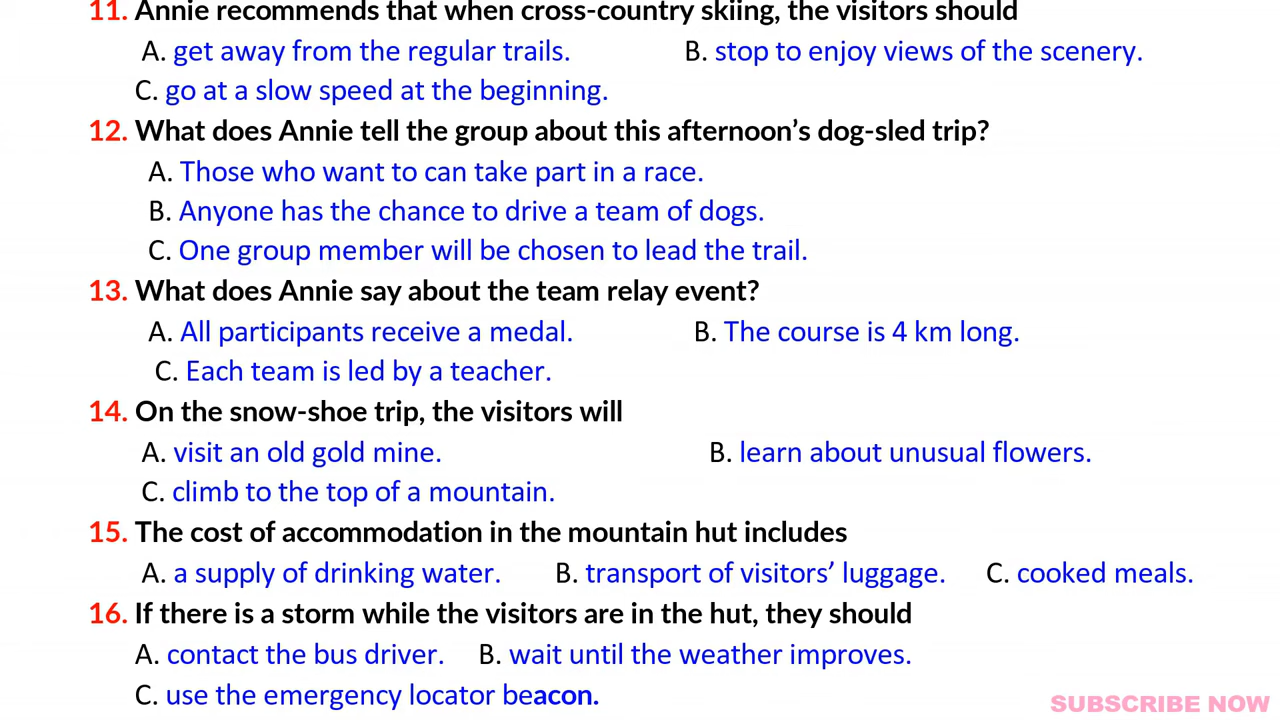 11. Annie recommends that when cross-country skiing, the visitors should
A. get away from the regular trails. B. stop to enjoy views of the scenery.
C. go at a slow speed at the beginning.
12. What does Annie tell the group about this afternoon’s dog-sled trip?
A. Those who want to can take part in a race.
B. Anyone has the chance to drive a team of dogs.
C. One group member will be chosen to lead the trail.
13. What does Annie say about the team relay event?
A. All participants receive a medal. B. The course is 4 km long.
C. Each team is led by a teacher.
14. On the snow-shoe trip, the visitors will
A. visit an old gold mine. B. learn about unusual flowers.
C. climb to the top of a mountain.
15. The cost of accommodation in the mountain hut includes
A. a supply of drinking water. B. transport of visitors’ luggage. C. cooked meals.
16. If there is a storm while the visitors are in the hut, they should
A. contact the bus driver. B. wait until the weather improves.
C. use the emergency locator beacon.
SUBSCRIBE NOW